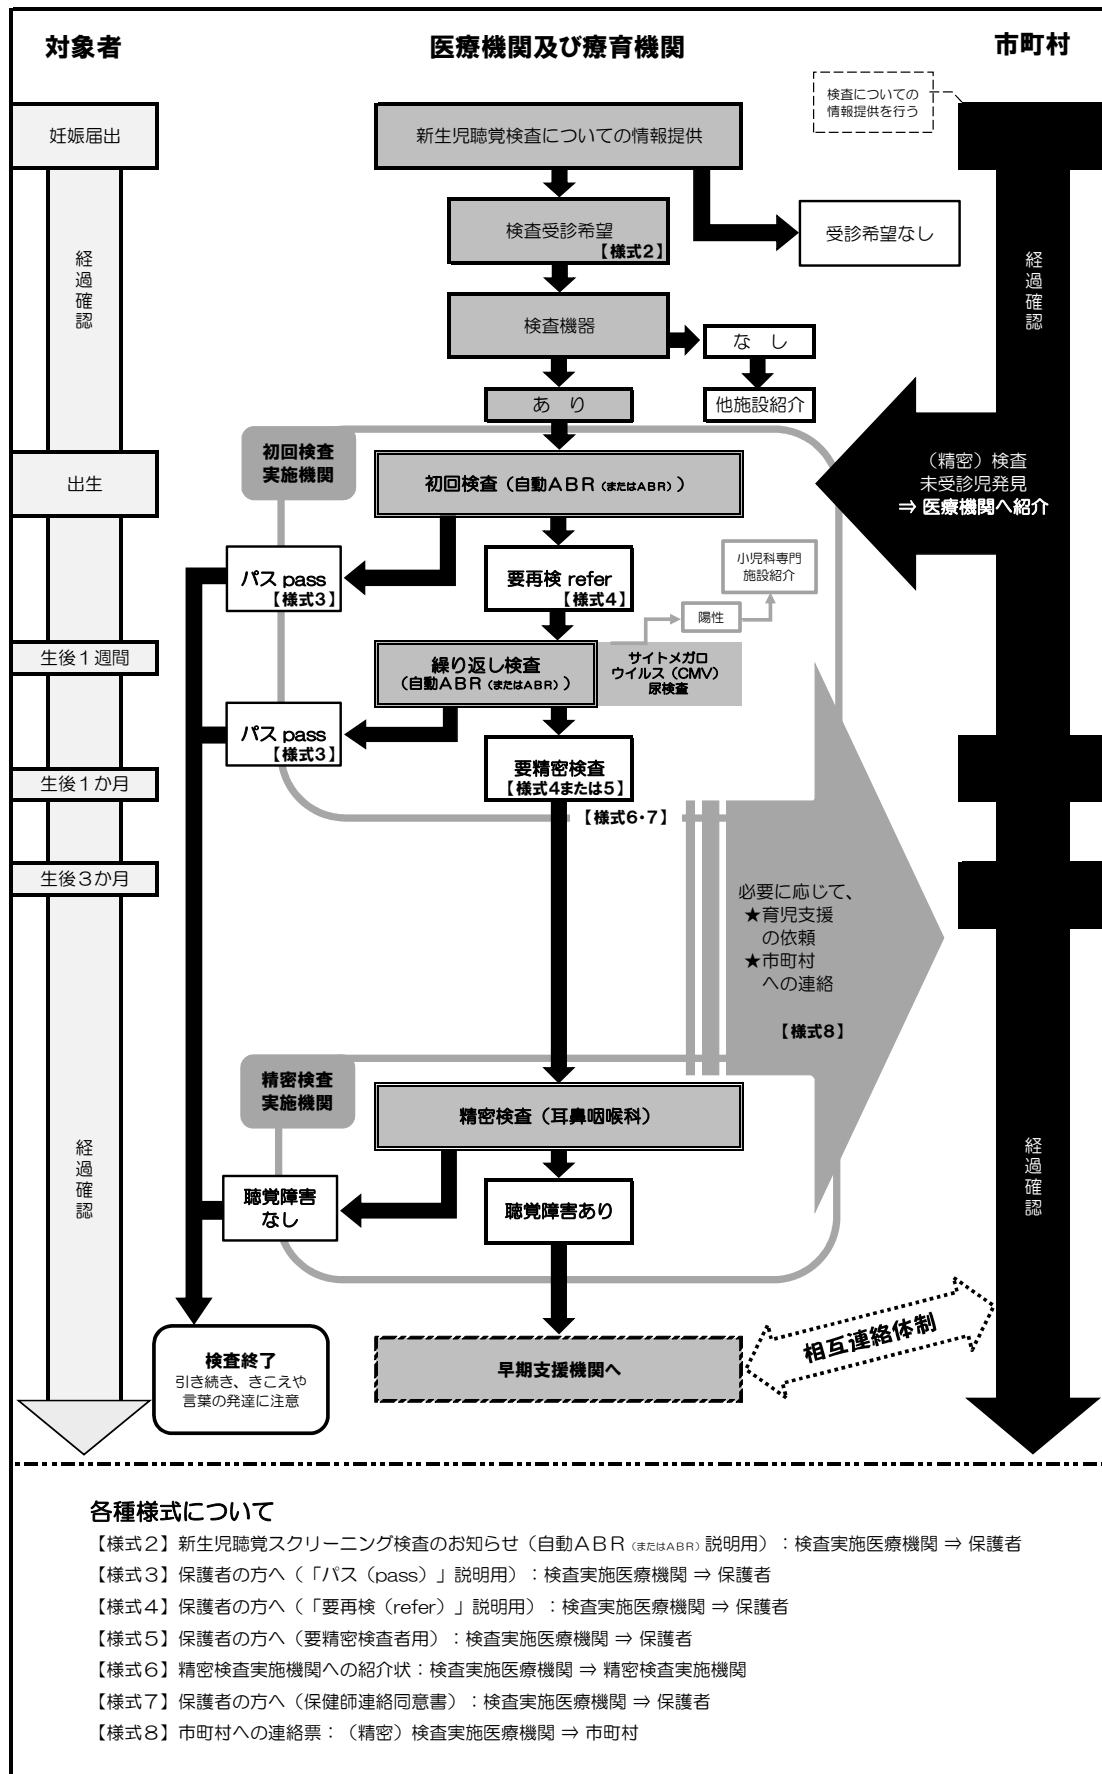 対象者
医療機関及び療育機関
市町村
検査についての
情報提供を行う
妊娠届出
新生児聴覚検査についての情報提供
検査受診希望
【様式2】
受診希望なし
経過確認
経過確認
検査機器
な し
あ り
他施設紹介
初回検査
実施機関
(精密)検査
未受診児発見
⇒ 医療機関へ紹介
出生
初回検査(自動ABR(またはABR))
パス pass
【様式3】
要再検 refer
【様式4】
小児科専門
施設紹介
陽性
生後1週間
繰り返し検査
(自動ABR(またはABR))
サイトメガロ
ウイルス(CMV)
尿検査
パス pass
【様式3】
要精密検査
【様式4または5】
生後1か月
【様式6・7】
生後3か月
必要に応じて、
★育児支援
の依頼
★市町村
への連絡
【様式8】
精密検査
実施機関
精密検査(耳鼻咽喉科)
経過確認
経過確認
聴覚障害
なし
聴覚障害あり
相互連絡体制
検査終了
引き続き、きこえや
言葉の発達に注意
早期支援機関へ
各種様式について
【様式2】新生児聴覚スクリーニング検査のお知らせ(自動ABR(またはABR)説明用):検査実施医療機関 ⇒ 保護者
【様式3】保護者の方へ(「パス(pass)」説明用):検査実施医療機関 ⇒ 保護者
【様式4】保護者の方へ(「要再検(refer)」説明用):検査実施医療機関 ⇒ 保護者
【様式5】保護者の方へ(要精密検査者用):検査実施医療機関 ⇒ 保護者
【様式6】精密検査実施機関への紹介状:検査実施医療機関 ⇒ 精密検査実施機関
【様式7】保護者の方へ(保健師連絡同意書):検査実施医療機関 ⇒ 保護者
【様式8】市町村への連絡票:(精密)検査実施医療機関 ⇒ 市町村